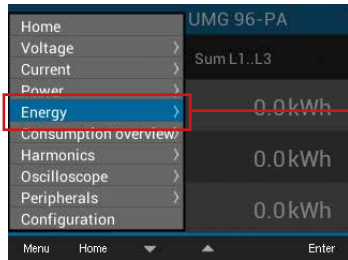 Home
UMG 96-PA
Voltage
Sum L1..L3
Current
Power
Energy
0.0kWh
Consumption overview
Harmonics
0.0kWh
Oscilloscope
Peripherals
0.0kWh
Configuration
Menu Home Enter